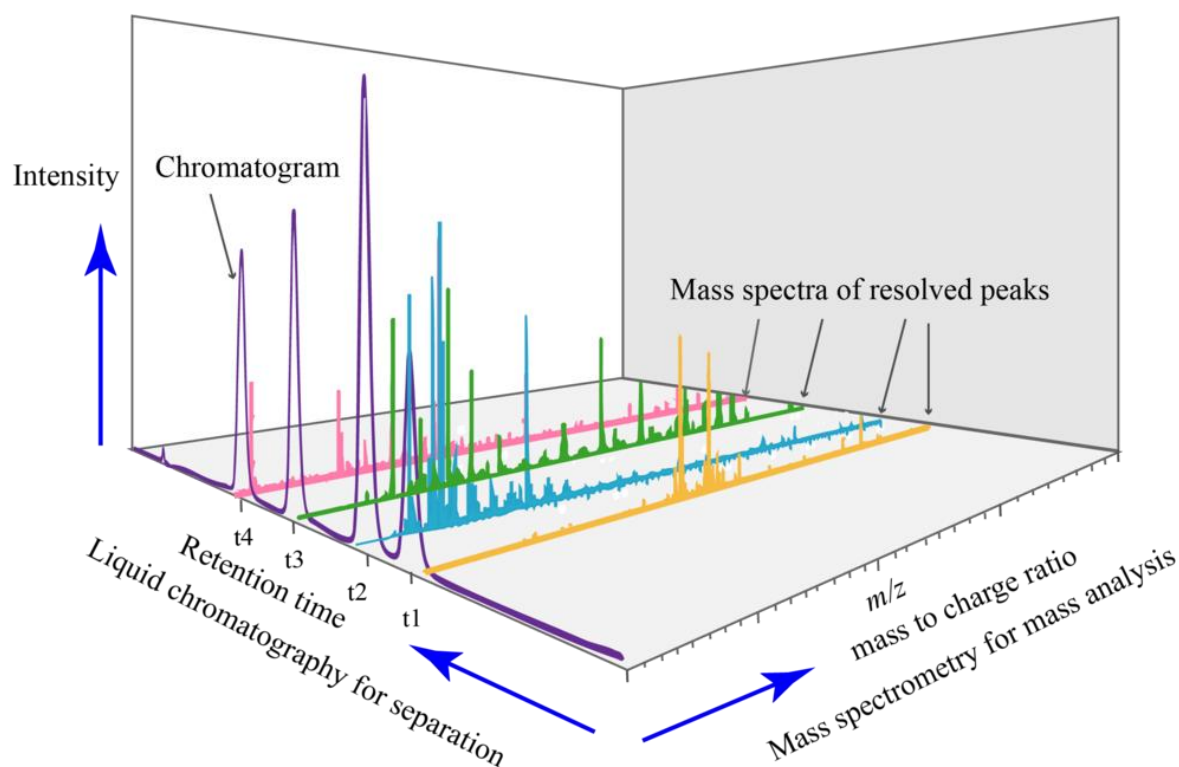 Chromatogram
Intensity
Mass spectra of resolved peaks
t4
t3
t2
t1
Retention time
Liquid chromatography for separation
m/z
mass to charge ratio
Mass spectrometry for mass analysis